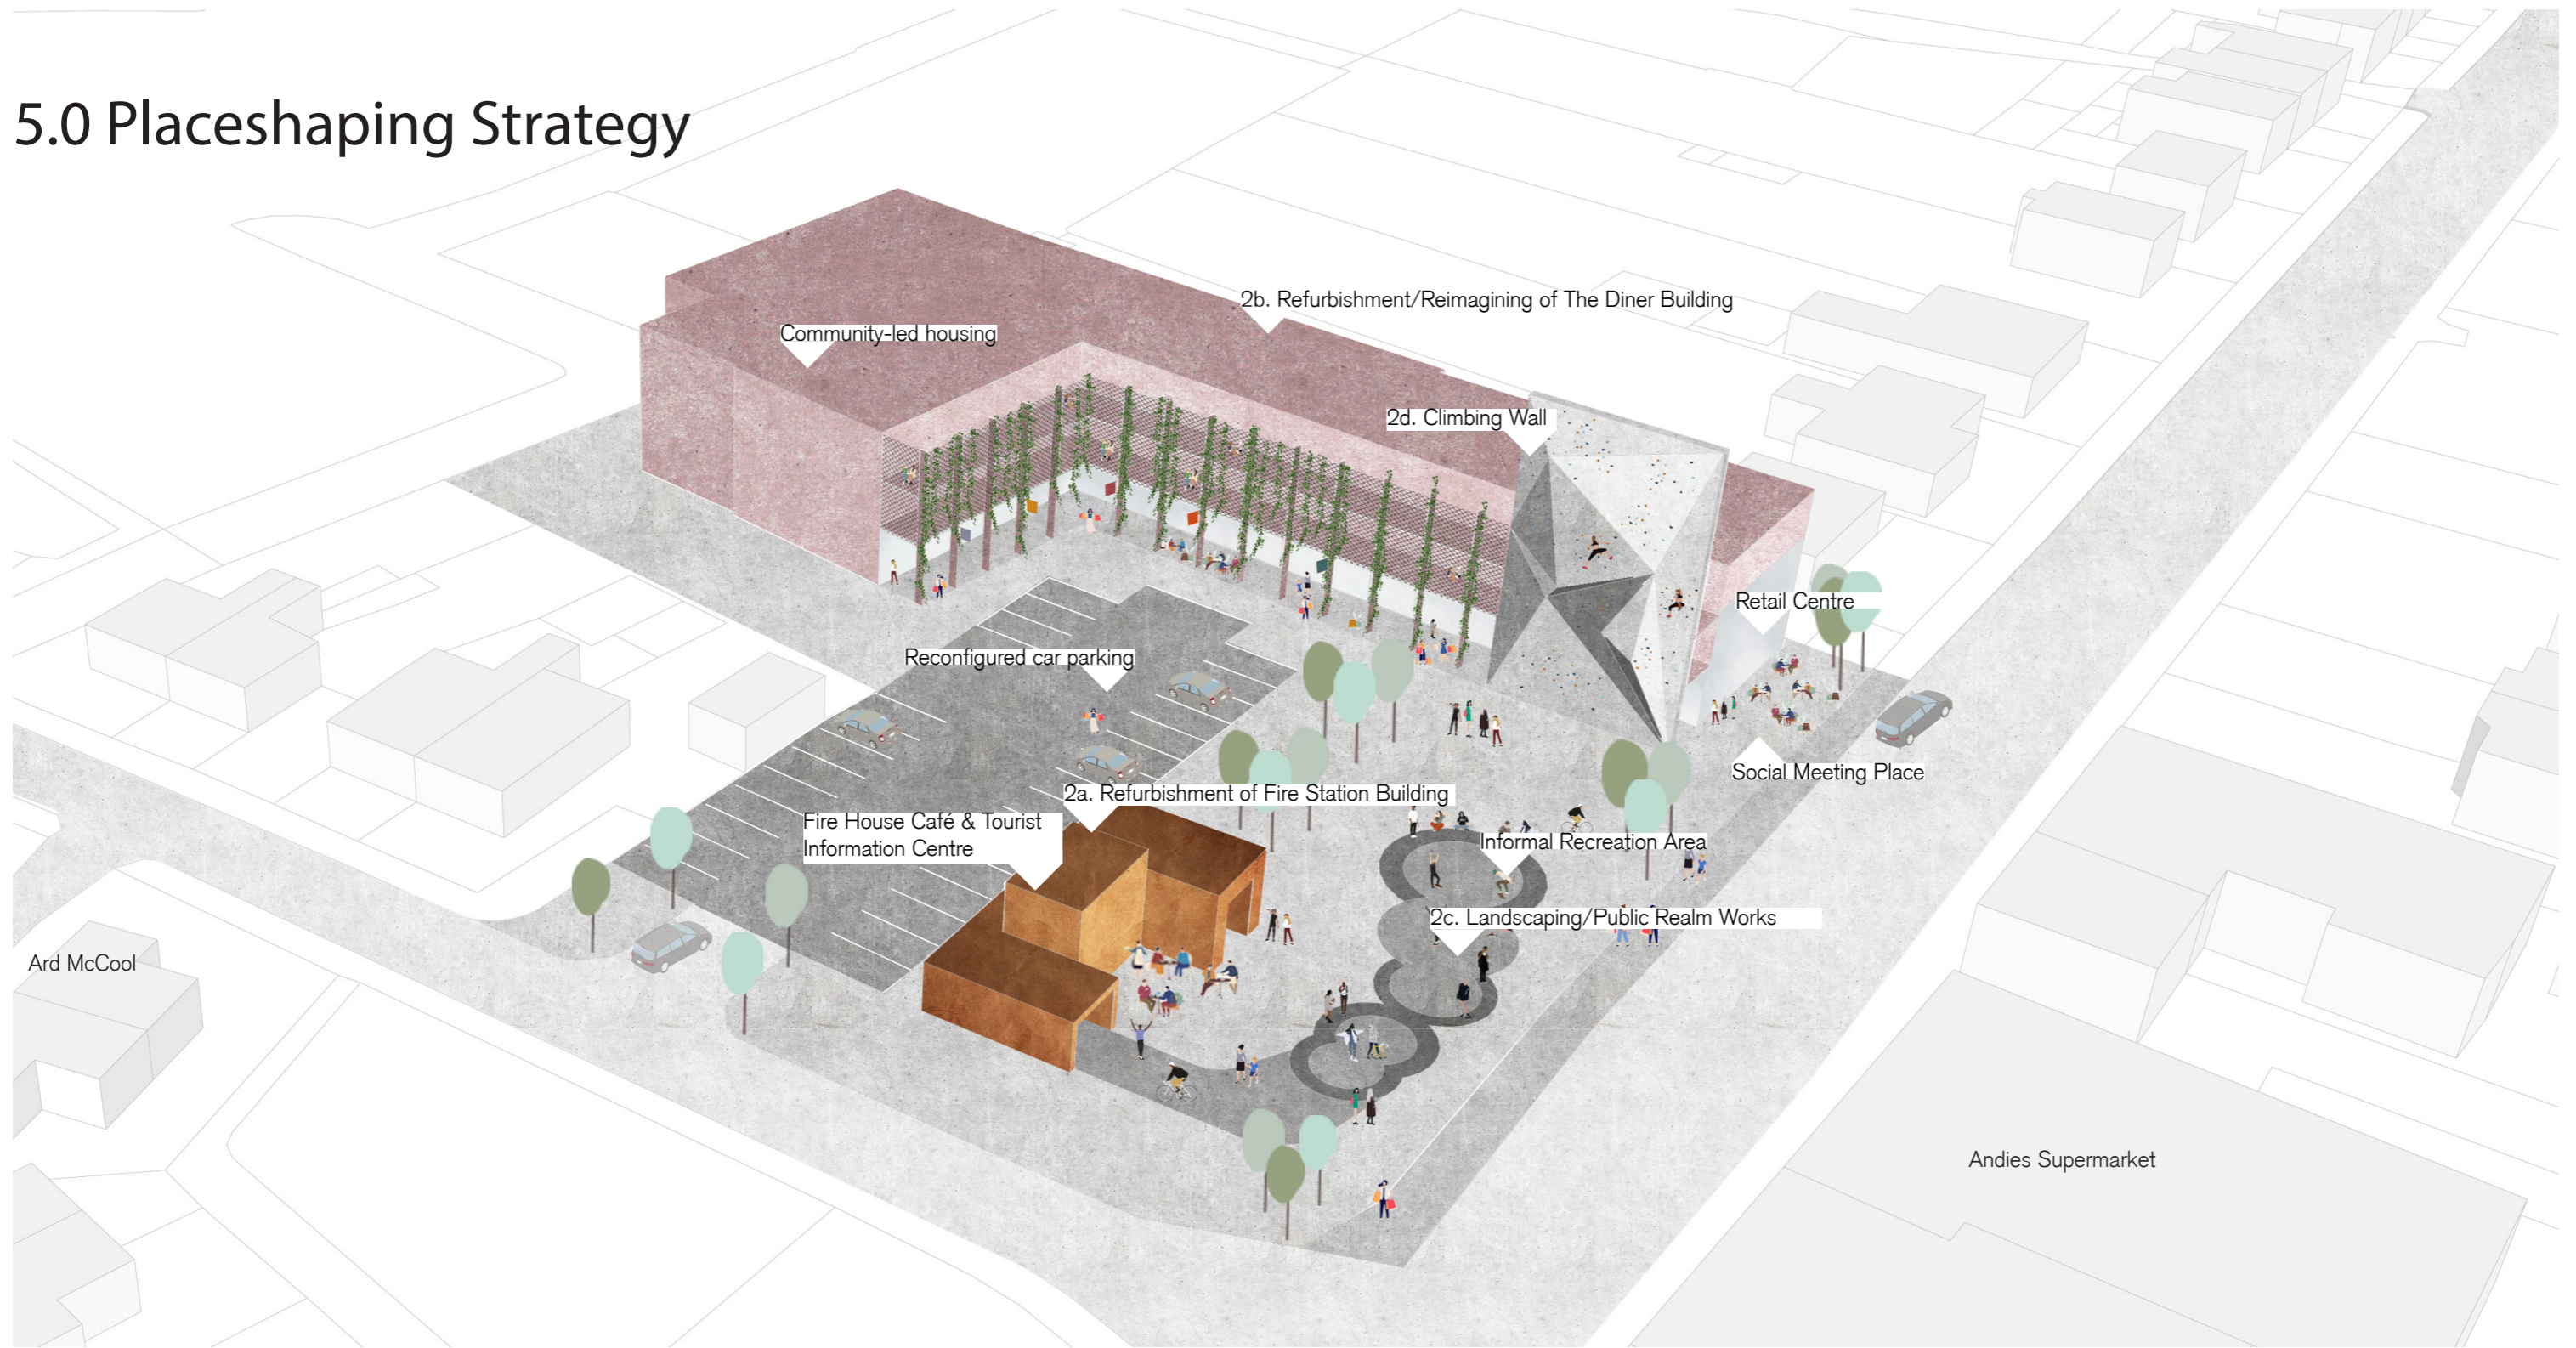 5.0 Placeshaping Strategy
2b. Refurbishment/Reimagining of The Diner Building
Community-led housing
2d. Climbing Wall
Retail Centre
Reconfigured car parking
Social Meeting Place
2a. Refurbishment of Fire Station Building
Fire House Café & Tourist
Information Centre
Informal Recreation Area
2c. Landscaping/Public Realm Works
Ard McCool
Andies Supermarket